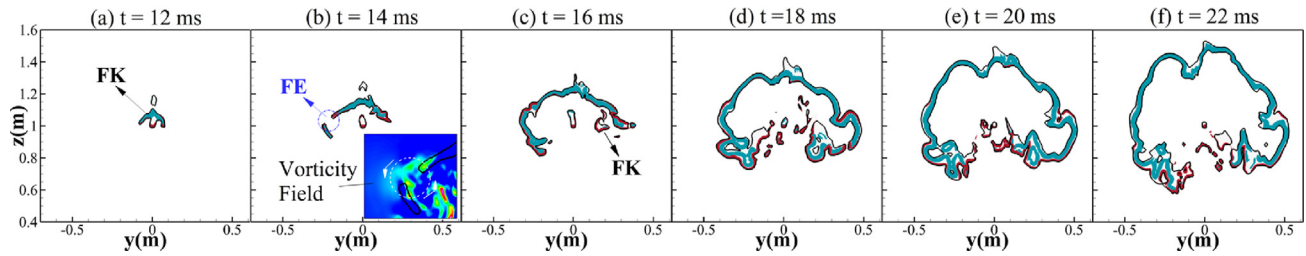 (a) t = 12 ms
(b) t = 14 ms
(c) t = 16 ms
(d) t =18 ms
(e) t = 20 ms
(f) t = 22 ms
z(m)
1.6
1.4
1.2
1
0.8
0.6
0.4
FK
FE
Vorticity
Field
FK
-0.5 0 0.5
-0.5 0 0.5
-0.5 0 0.5
-0.5 0 0.5
-0.5 0 0.5
-0.5 0 0.5
y(m)
y(m)
y(m)
y(m)
y(m)
y(m)